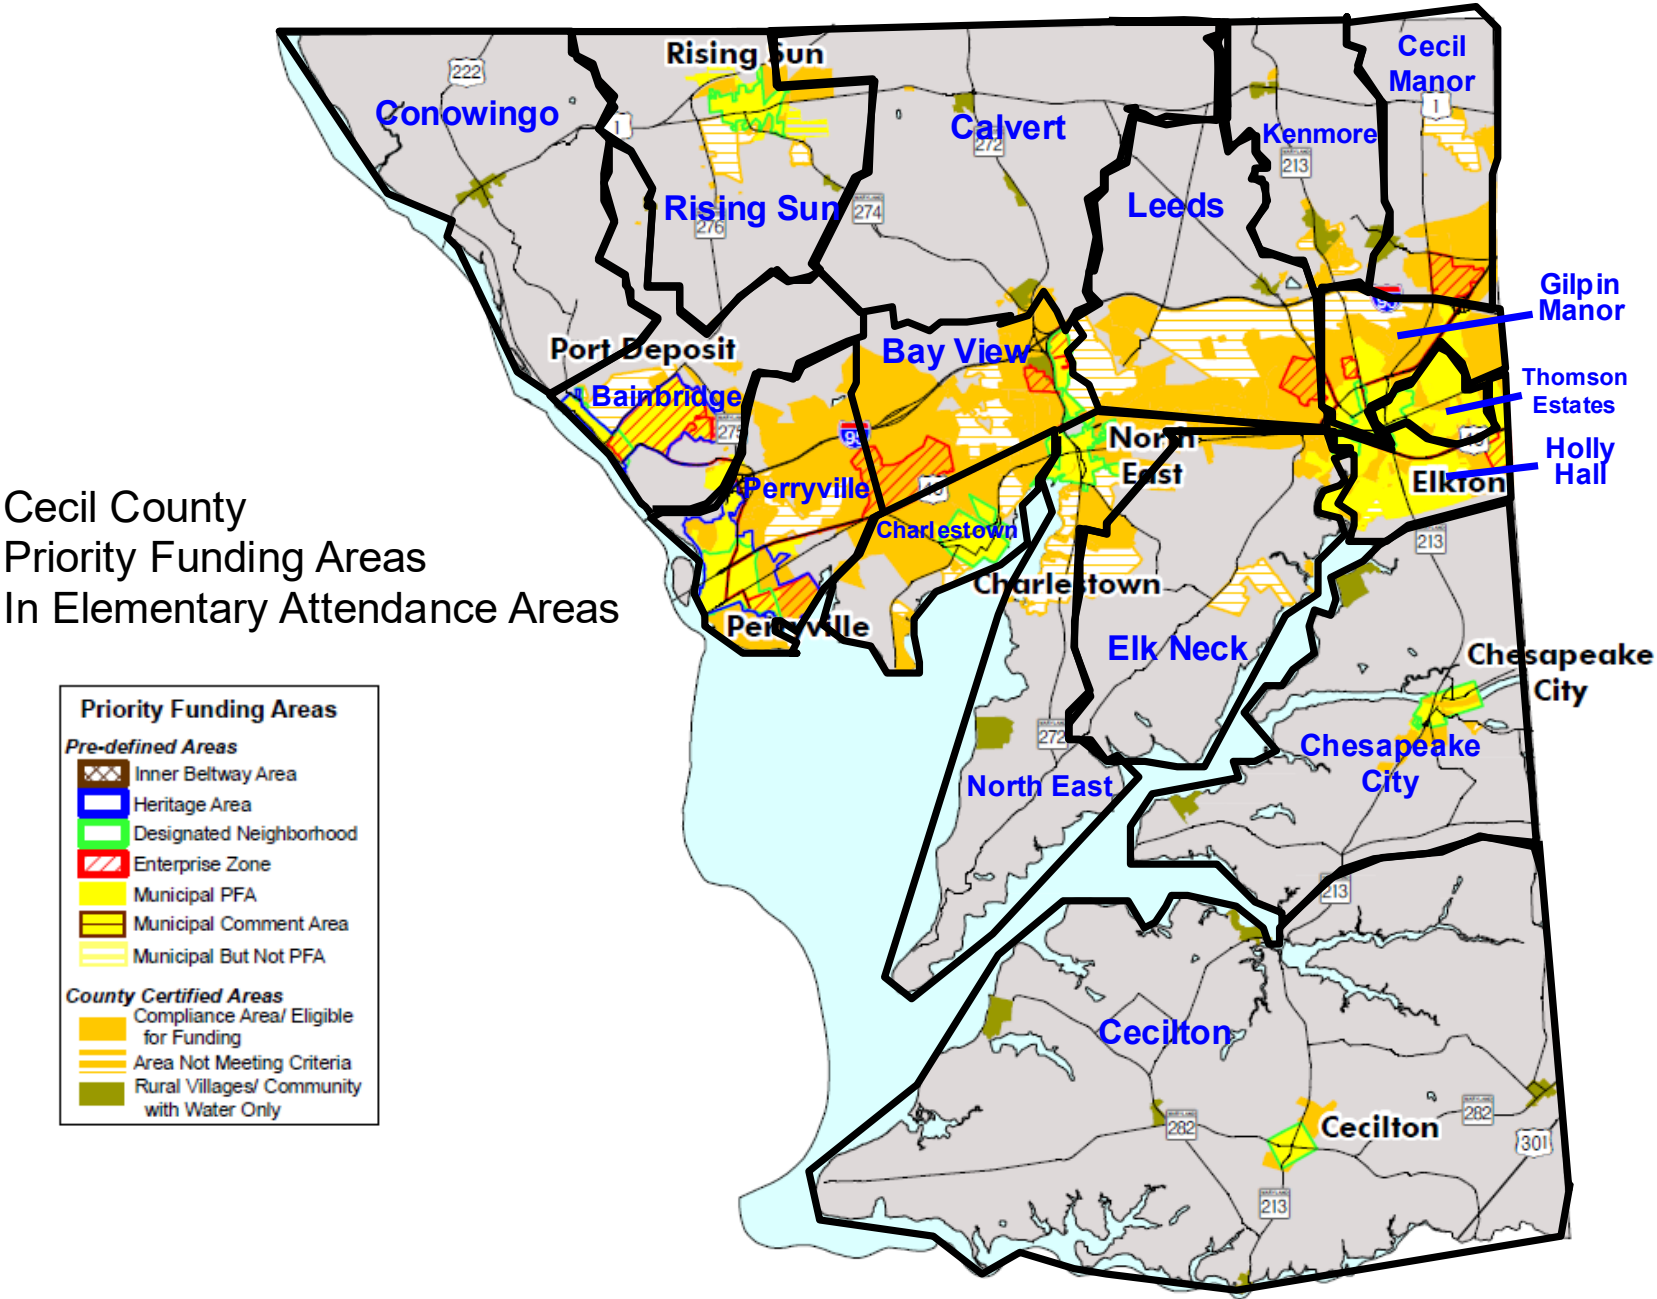 Rising Sun
Cecil
Manor
222
Conowingo
1
1
Calvert
272
Kenmore
213
Rising Sun
276
274
Leeds
Gilpin
Manor
95
Port Deposit
Bay View
Thomson
Estates
Bainbridge
275
95
North
East
40
Holly
Hall
Elkton
Perryville
40
Charlestown
213
Cecil County
Priority Funding Areas
In Elementary Attendance Areas
Charlestown
Perryville
Elk Neck
Chesapeake
City
272
Chesapeake
City
North East
Priority Funding Areas
Pre-defined Areas
Inner Beltway Area
Heritage Area
Designated Neighborhood
Enterprise Zone
Municipal PFA
Municipal Comment Area
Municipal But Not PFA
County Certified Areas
Compliance Area/ Eligible
for Funding
Area Not Meeting Criteria
Rural Villages/ Community
with Water Only
213
Cecilton
282
Cecilton
282
301
213